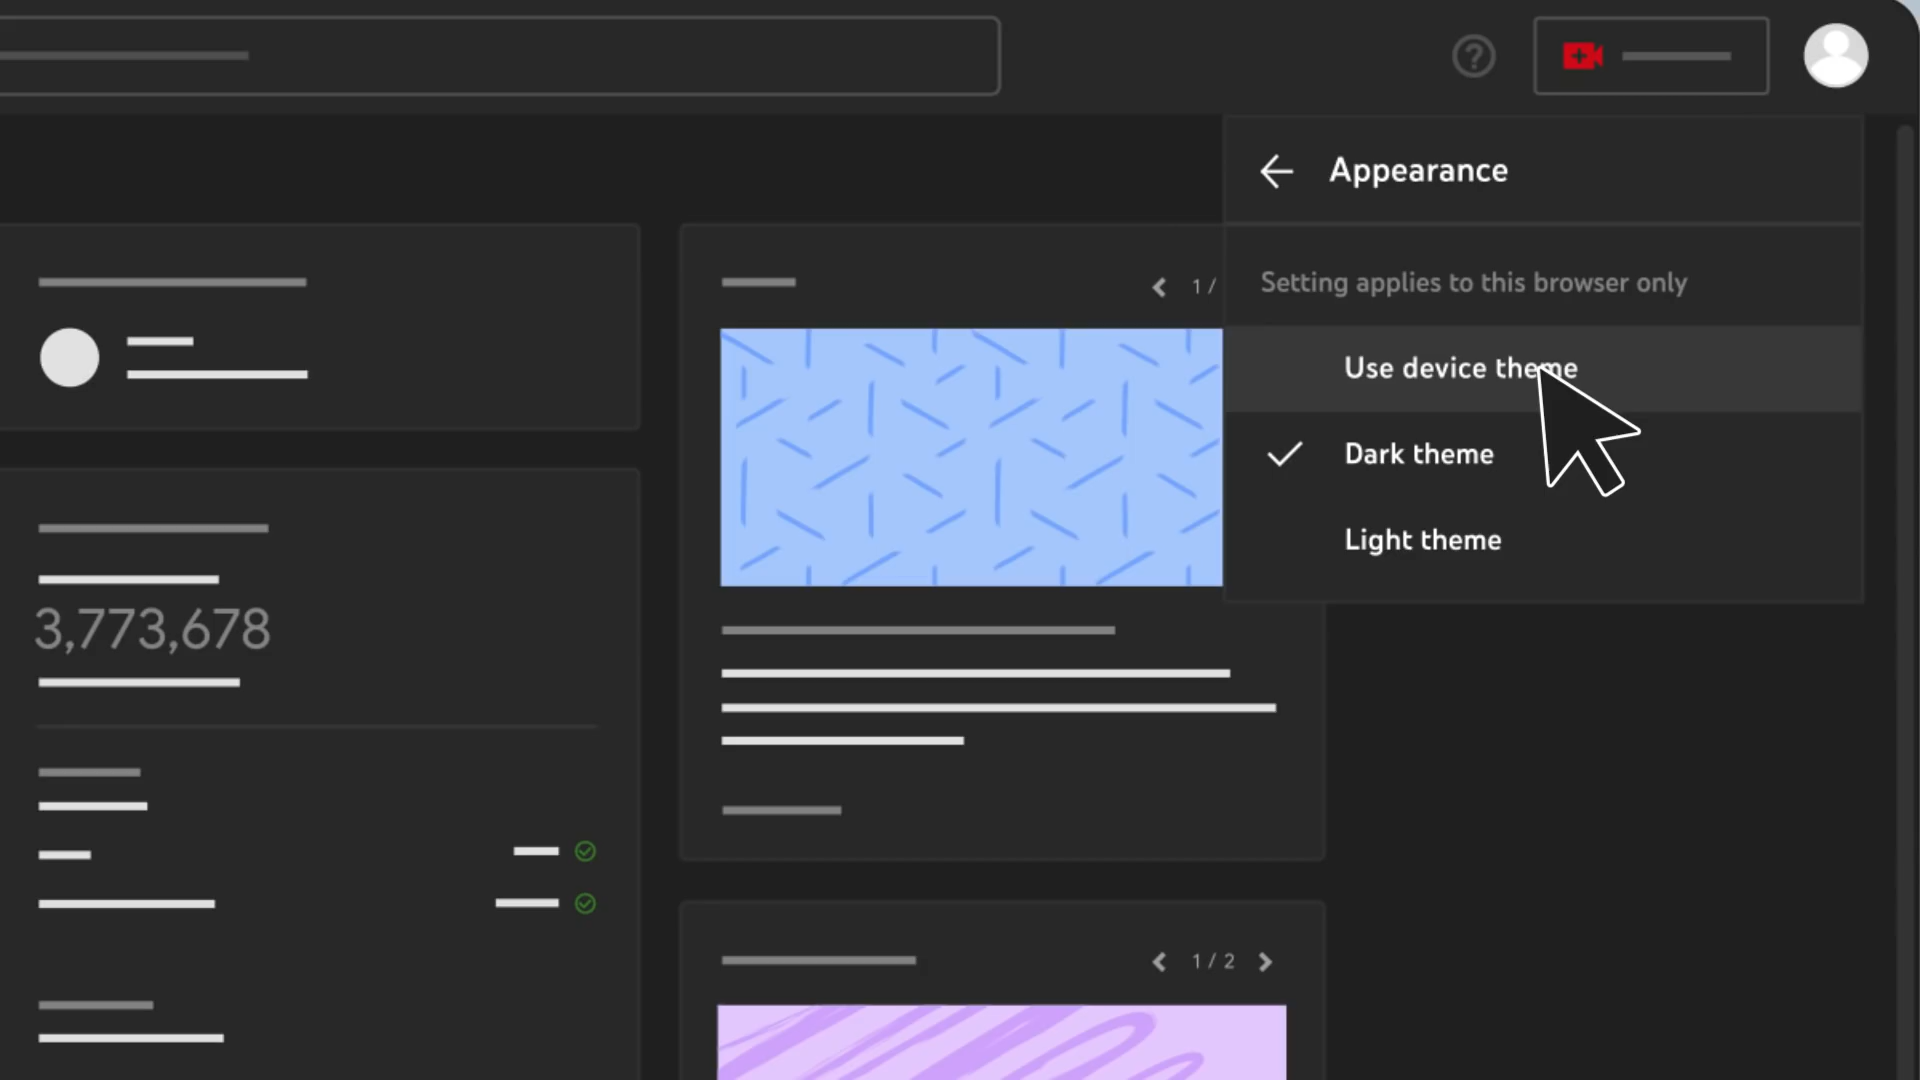 Appearance
1 /
Setting applies to this browser only
Use device theme
Dark theme
Light theme
3,773,678
1 / 2